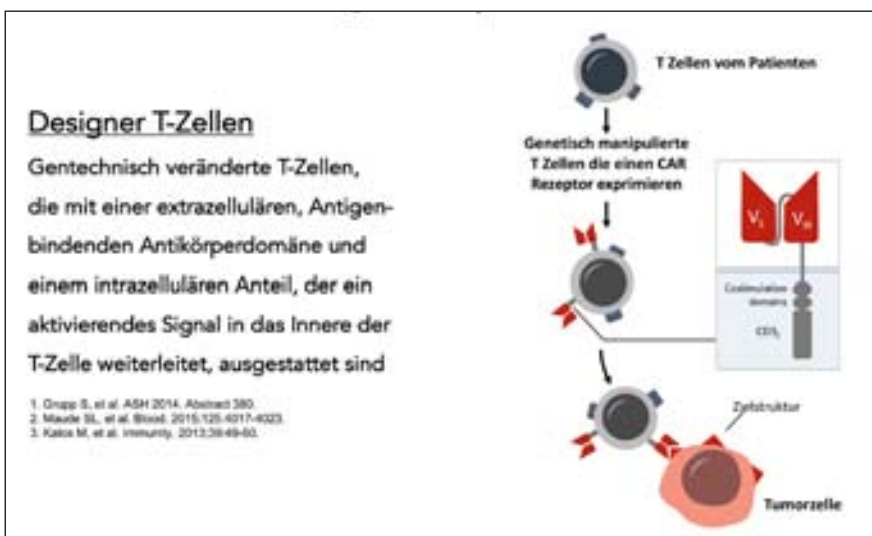 Designer T-Zellen
Gentechnisch veränderte T-Zellen,
die mit einer extrazellulären, Antigen-
bindenden Antikörperdomäne und
einem intrazellulären Anteil, der ein
aktivierendes Signal in das Innere der
T-Zelle weiterleitet, ausgestattet sind
1. Grupp S, et al. ASH 2014. Abstract 380.
2. Maude SL, et al. Blood. 2015;125:4017-4023.
3. Kalos M, et al. Immunity. 2013;39:49-60.
T Zellen vom Patienten
Genetisch manipulierte
T Zellen die einen CAR
Rezeptor exprimieren
V
V
Costimulation
domains
Zielstruktur
Tumorzelle